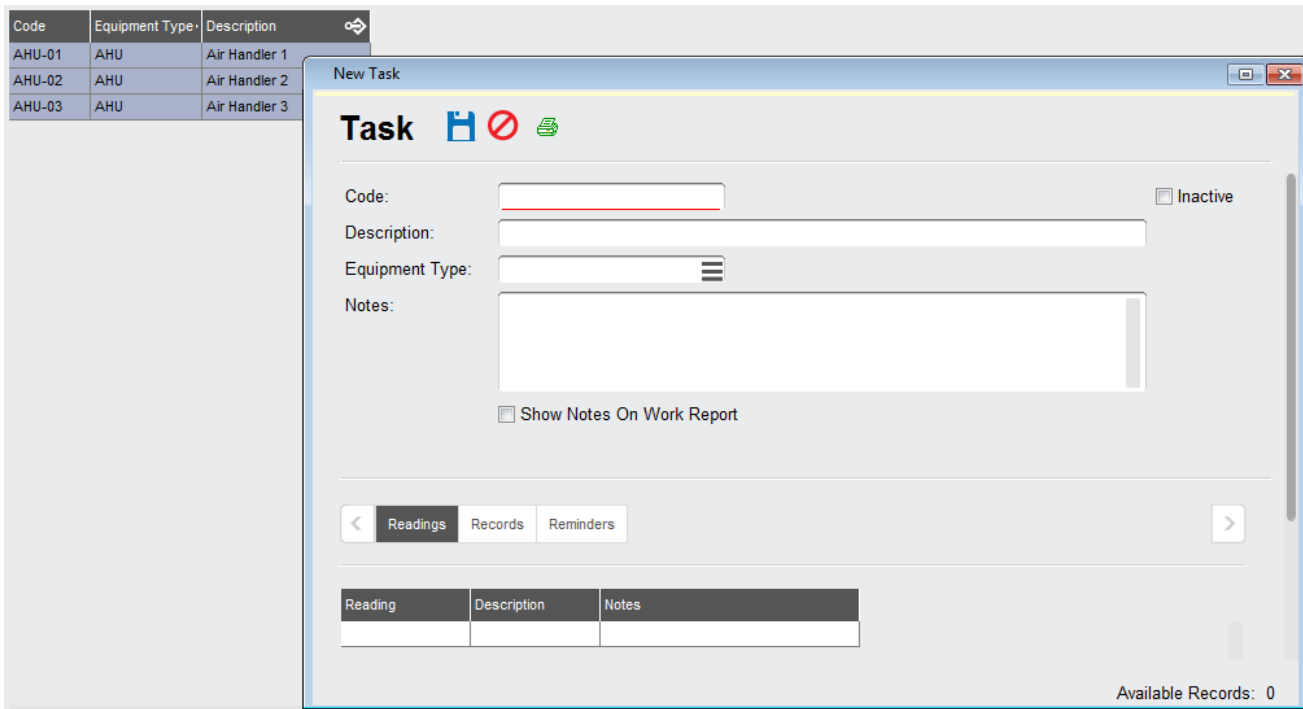 Code Equipment Type Description
AHU-01 AHU Air Handler 1
AHU-02 AHU Air Handler 2
AHU-03 AHU Air Handler 3
New Task
Task
Code:
Inactive
Description:
Equipment Type:
Notes:
Show Notes On Work Report
Readings Records Reminders
Reading Description Notes
Available Records: 0